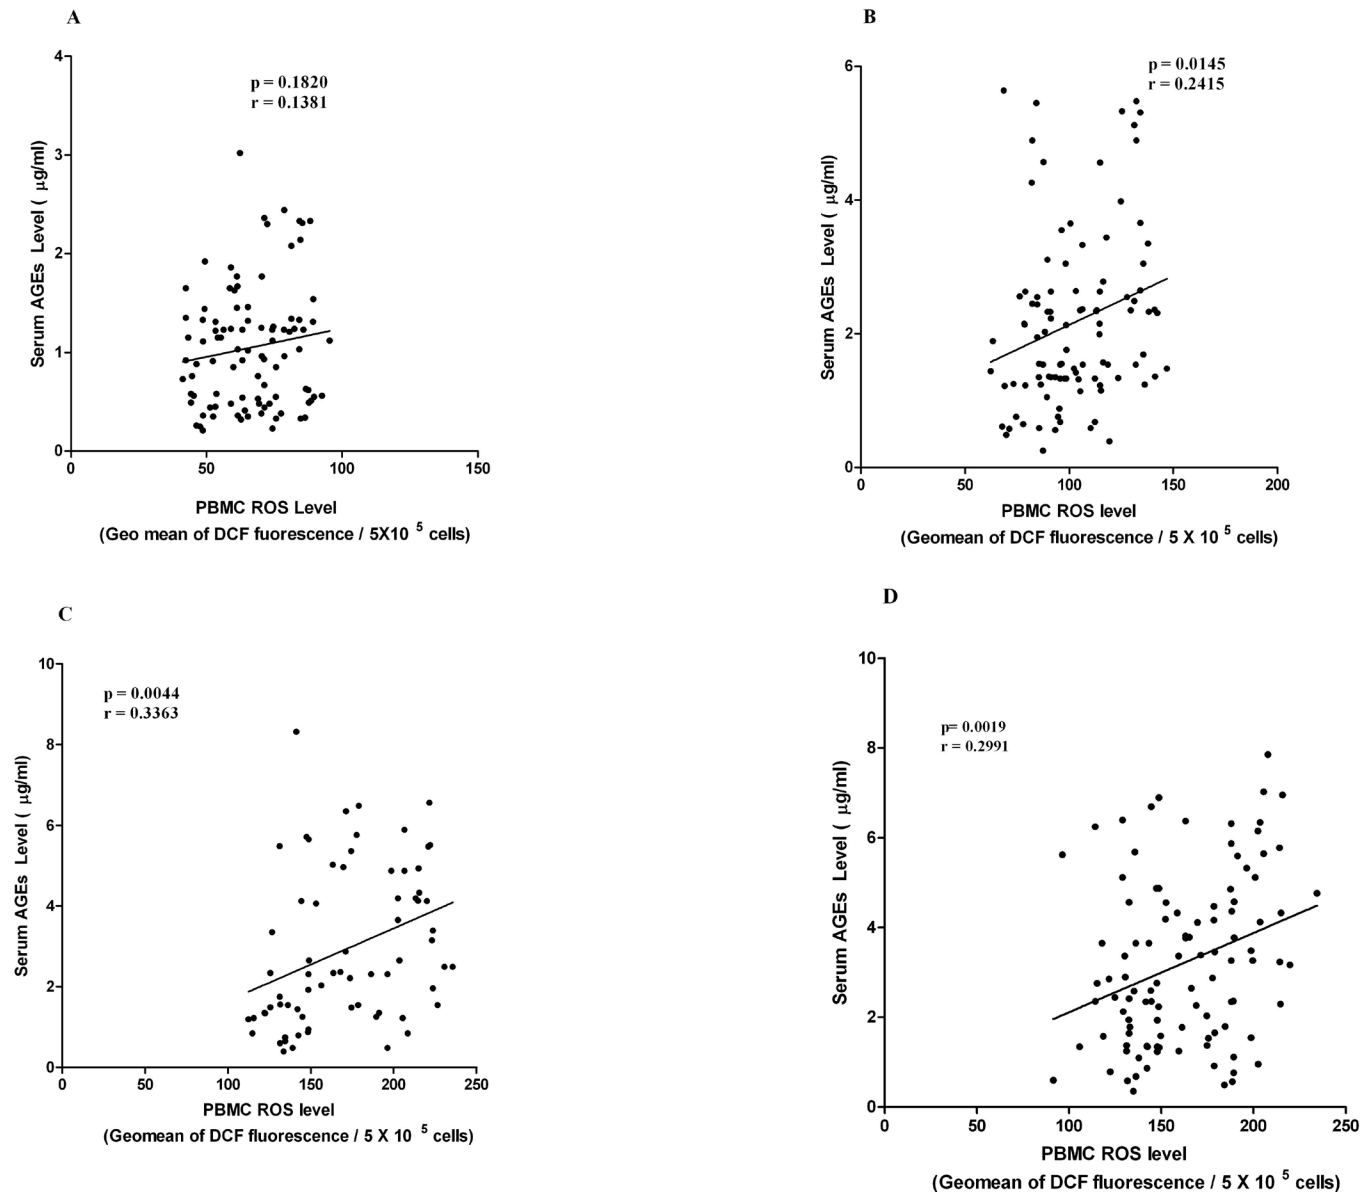 A
p = 0.1820
r = 0.1381
4
3
2
1
0
0 50 100 150
Serum AGEs Level ( μg/ml)
PBMC ROS Level
(Geo mean of DCF fuorescence / 5X10 5 cells)
B
p = 0.0145
r = 0.2415
6
4
2
0
0 50 100 150 200
Serum AGEs Level ( μg/ml)
PBMC ROS level
(Geomean of DCF fluorescence / 5 X 10 5 cells)
C
p = 0.0044
r = 0.3363
10
8
6
4
2
0
0 50 100 150 200 250
Serum AGEs Level ( μg/ml)
PBMC ROS level
(Geomean of DCF fluorescence / 5 X 10 5 cells)
D
p= 0.0019
r = 0.2991
10
8
6
4
2
0
0 50 100 150 200 250
Serum AGEs Level ( μg/ml)
PBMC ROS level
(Geomean of DCF fluorescence / 5 X 10 5 cells)